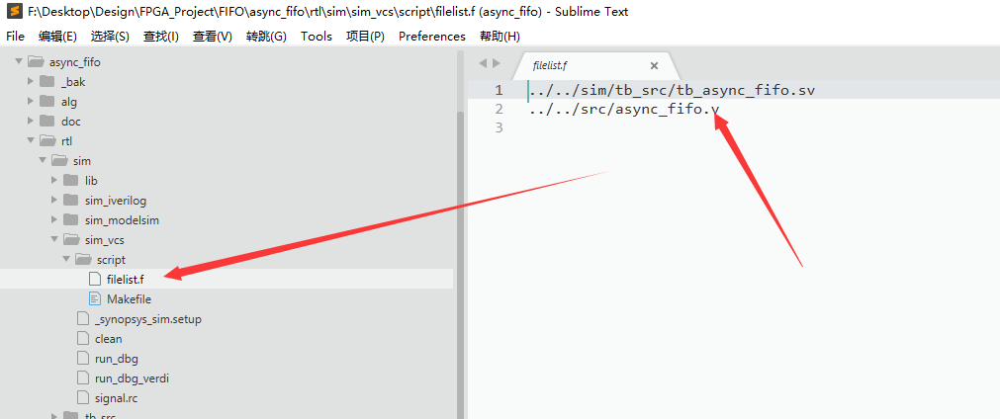 F:\Desktop\Design\FPGA_Project\FIFO\async_fifo\rtl\sim\sim_vcs\script\filelist.f (async_fifo) - Sublime Text
File 编辑(E) 选择(S) 查找(I) 查看(V) 转跳(G) Tools 项目(P) Preferences 帮助(H)
async_fifo
_bak
alg
doc
rtl
sim
lib
sim_iverilog
sim_modelsim
sim_vcs
script
filelist.f
Makefile
_synopsys_sim.setup
clean
run_dbg
run_dbg_verdi
signal.rc
tb_src
filelist.f
1 ../../sim/tb_src/tb_async_fifo.sv
2 ../../src/async_fifo.v
3